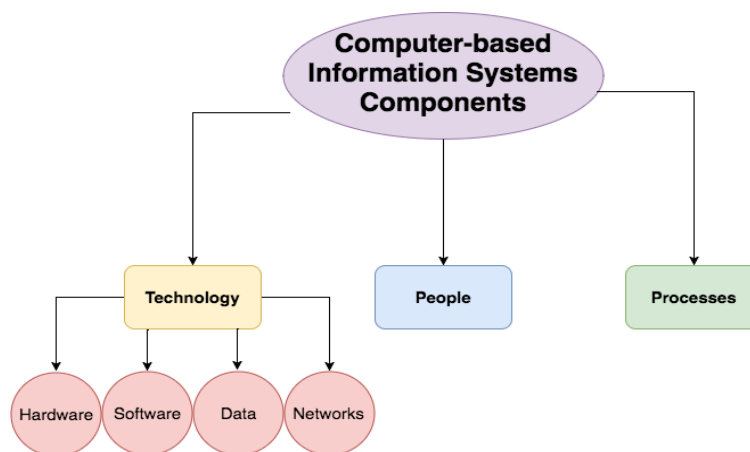 Computer-based
Information Systems
Components
Technology
People
Processes
Hardware
Software
Data
Networks